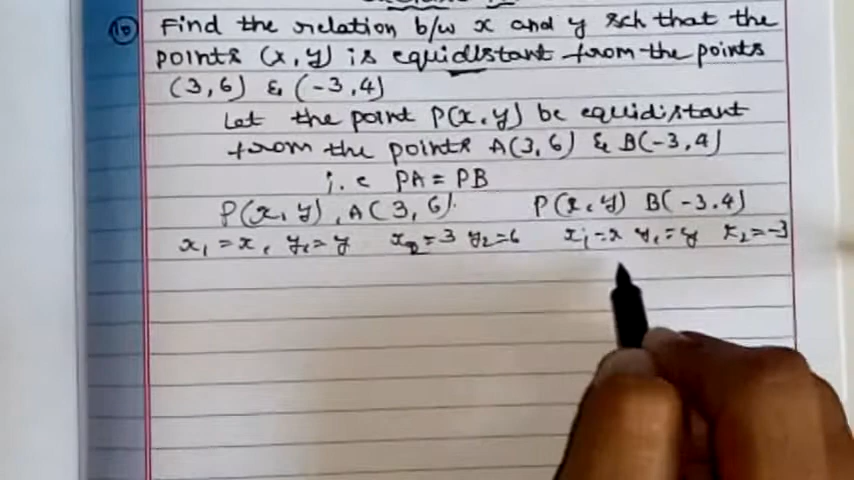 10 Find the relation b/w x and y sch that the
points (x, y) is equidistant from the points
(3, 6) & (-3, 4)
Let the point P(x, y) be equidistant
from the points A(3, 6) & B(-3, 4)
i.e PA = PB
P(x, y), A(3, 6). P(x, y) B(-3.4)
x₁ = x, y₁ = y x₂ = 3 y₂ = 6 x₁ = x y₁ = y x₂ = -3